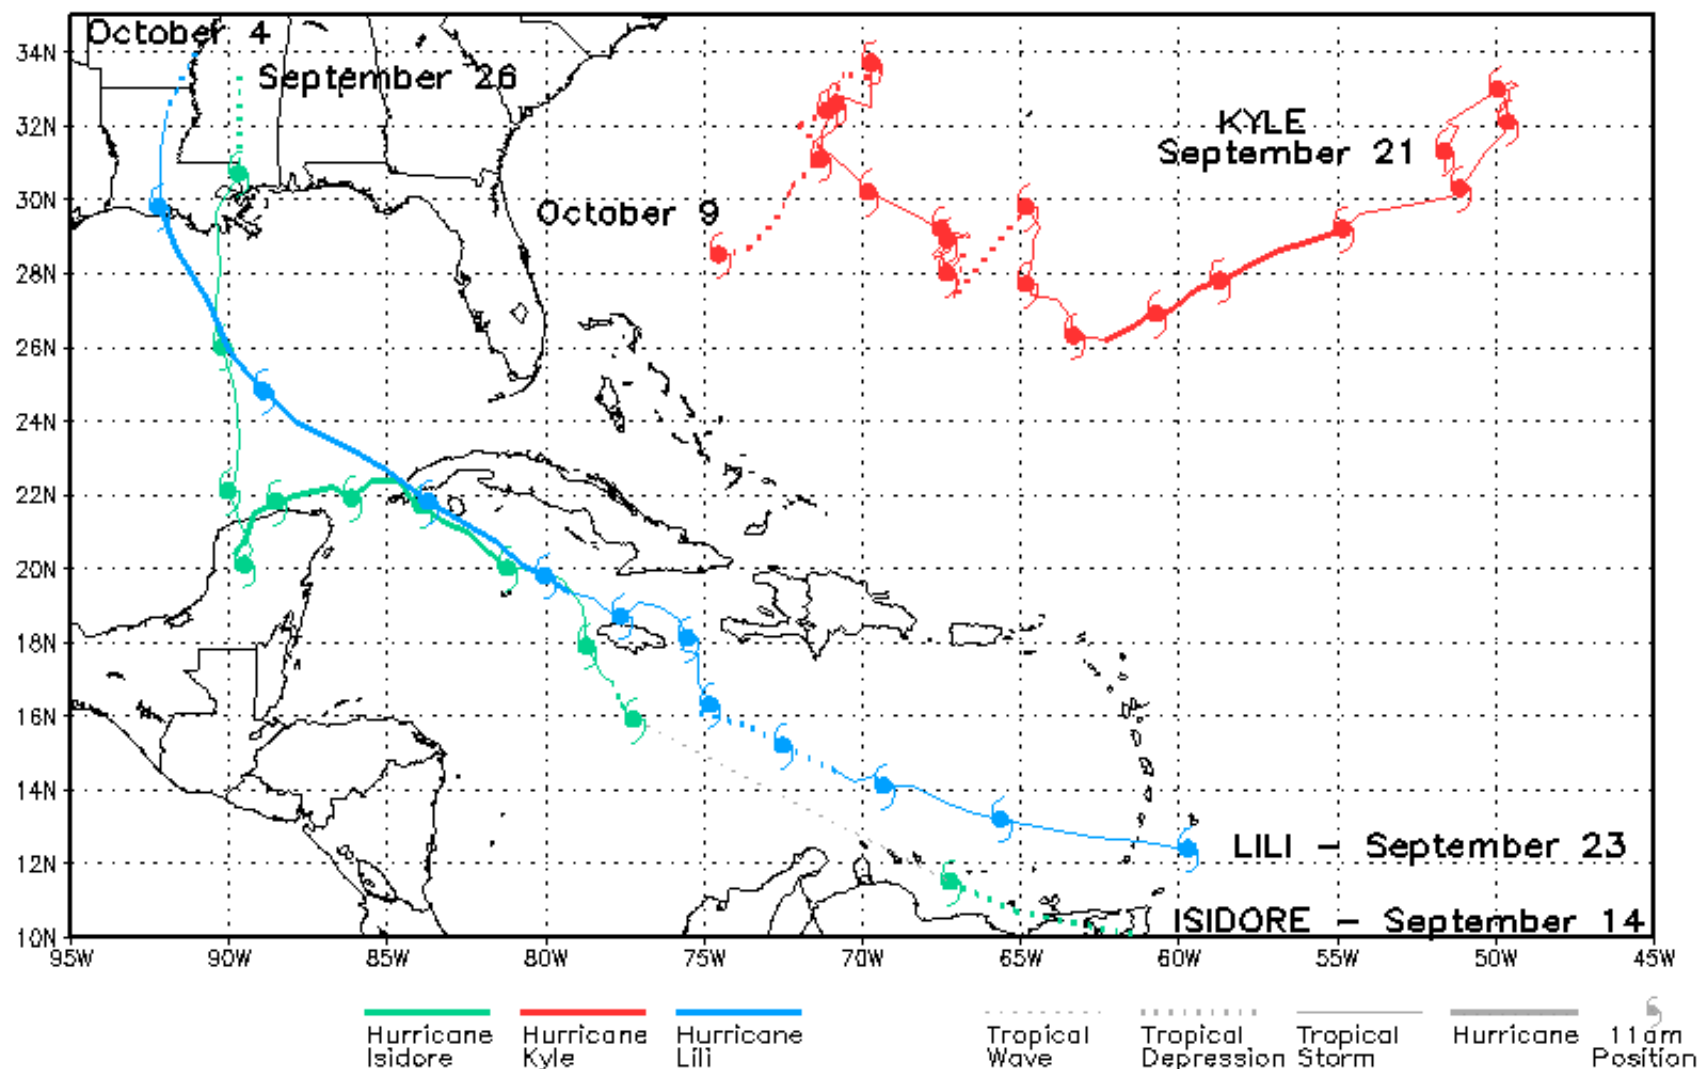 October 4
34N
September 26
32N
KYLE
September 21
30N
October 9
28N
26N
24N
22N
20N
18N
16N
14N
12N
LILI – September 23
10N
ISIDORE – September 14
95W 90W 85W 80W 75W 70W 65W 60W 55W 50W 45W
Hurricane Isidore
Hurricane Kyle
Hurricane Lili
Tropical Wave
Tropical Depression
Tropical Storm
Hurricane
11am Position